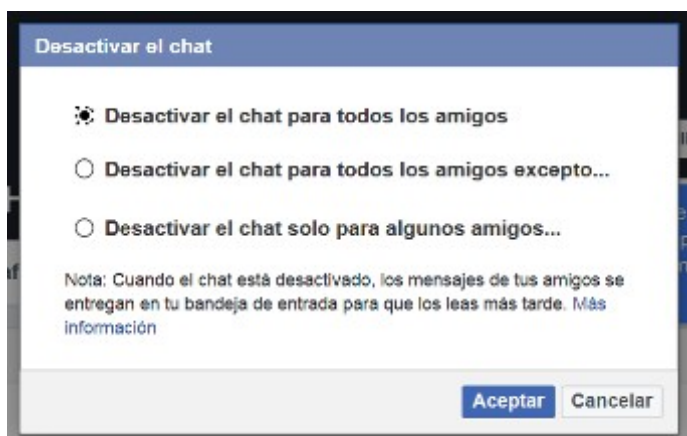 Desactivar el chat
Desactivar el chat para todos los amigos
Desactivar el chat para todos los amigos excepto...
Desactivar el chat solo para algunos amigos...
Nota: Cuando el chat está desactivado, los mensajes de tus amigos se
entregan en tu bandeja de entrada para que los leas más tarde. Más
información
Aceptar Cancelar